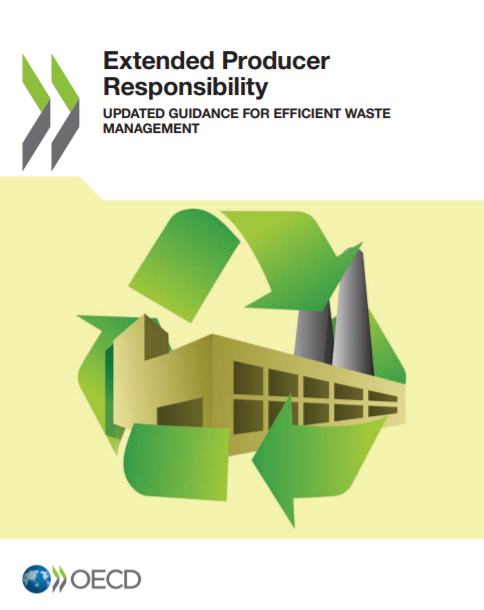 Extended Producer
Responsibility
UPDATED GUIDANCE FOR EFFICIENT WASTE
MANAGEMENT
OECD